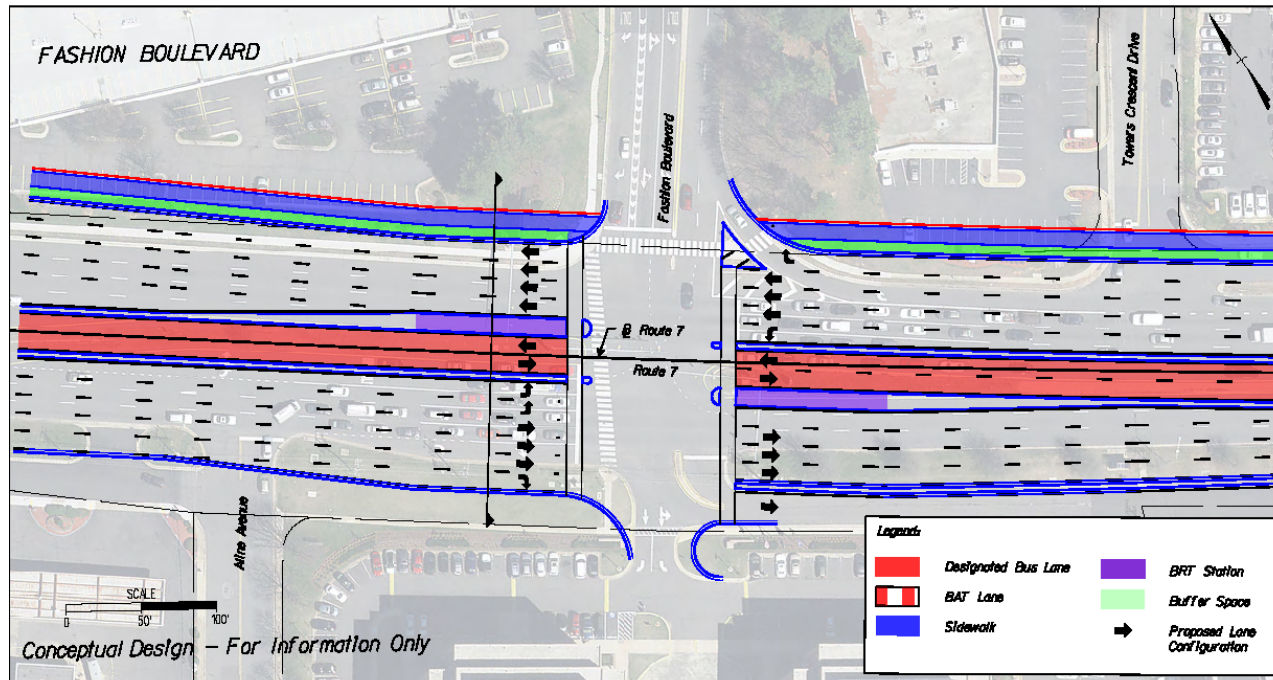 FASHION BOULEVARD
Fashion Boulevard
Towers Crescent Drive
Route 7
Route 7
Aline Avenue
SCALE
0 50' 100'
Conceptual Design - For Information Only
Legend:
Designated Bus Lane
BAT Lane
Sidewalk
BRT Station
Buffer Space
Proposed Lane
Configuration